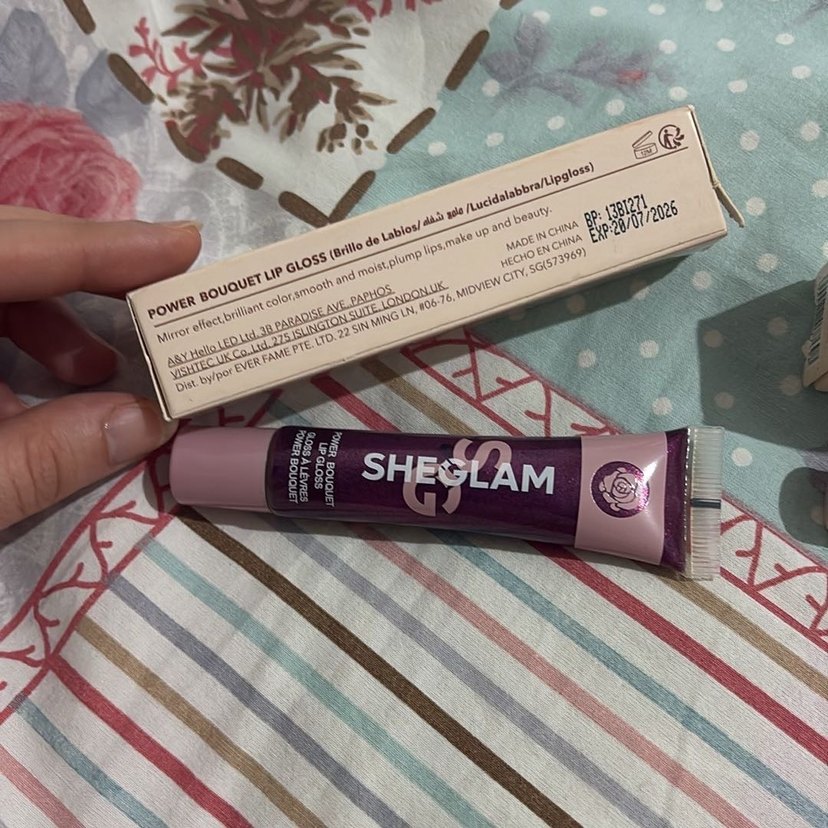 POWER BOUQUET LIP GLOSS (Brillo de Labios/ ملمع شفاه /Lucidalabbra/Lipgloss)
Mirror effect,brilliant color,smooth and moist,plump lips,make up and beauty.
A&Y Hello LED Ltd. 3B PARADISE AVE.,PAPHOS
VISHTEC UK Co.,Ltd. 275 ISLINGTON SUITE ,LONDON,UK.
Dist. by/por EVER FAME PTE. LTD. 22 SIN MING LN, #06-76, MIDVIEW CITY, SG(573969)
MADE IN CHINA
HECHO EN CHINA
BP: 13BI271
EXP:20/07/2026
12M
POWER BOUQUET
LIP GLOSS
GLOSS À LÈVRES
POWER BOUQUET
SG
SHEGLAM